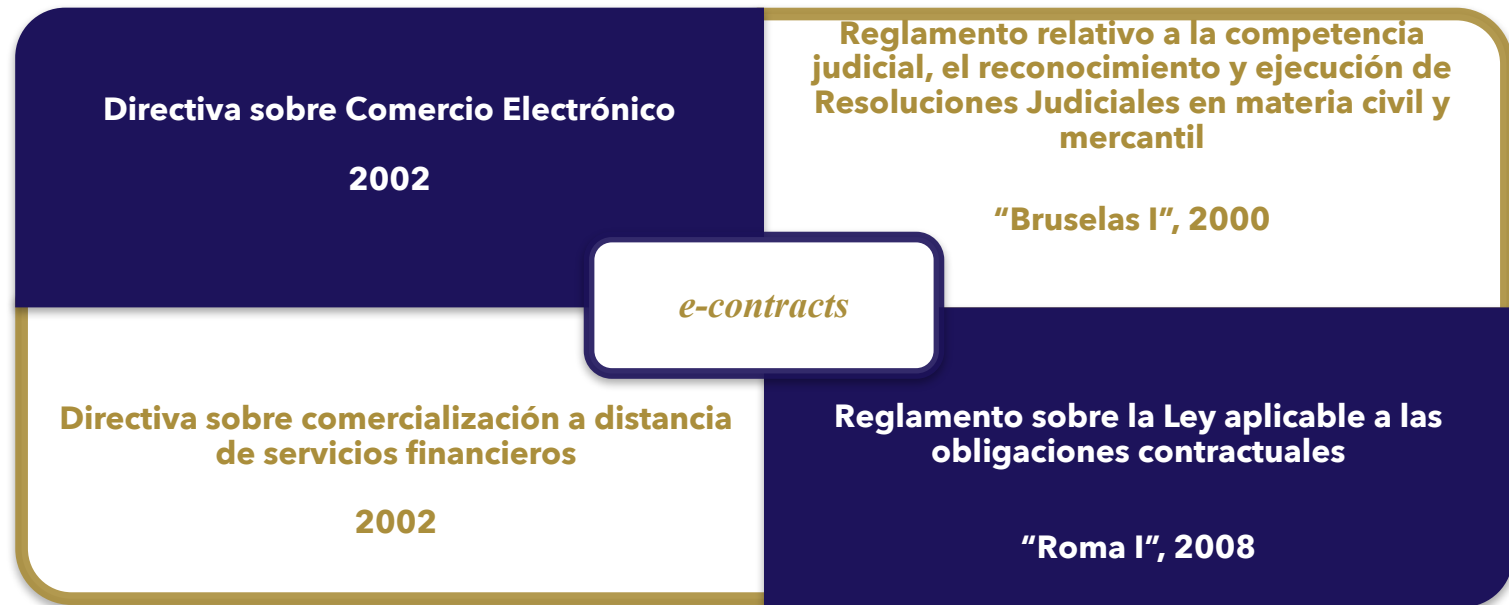 Directiva sobre Comercio Electrónico
2002
Reglamento relativo a la competencia
judicial, el reconocimiento y ejecución de
Resoluciones Judiciales en materia civil y
mercantil
“Bruselas I”, 2000
e-contracts
Directiva sobre comercialización a distancia
de servicios financieros
2002
Reglamento sobre la Ley aplicable a las
obligaciones contractuales
“Roma I”, 2008